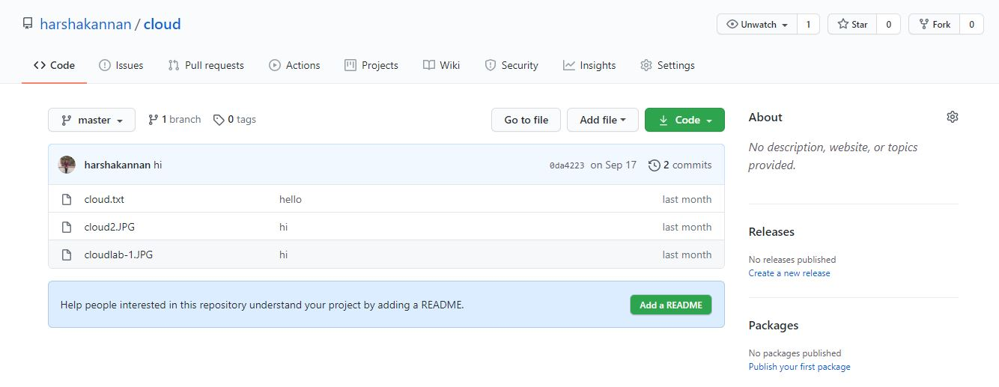 harshakannan / cloud
Unwatch 1 Star 0 Fork 0
Code Issues Pull requests Actions Projects Wiki Security Insights Settings
master 1 branch 0 tags Go to file Add file Code
About
No description, website, or topics
provided.
harshakannan hi 0da4223 on Sep 17 2 commits
cloud.txt hello last month
cloud2.JPG hi last month
cloudlab-1.JPG hi last month
Help people interested in this repository understand your project by adding a README. Add a README
Releases
No releases published
Create a new release
Packages
No packages published
Publish your first package